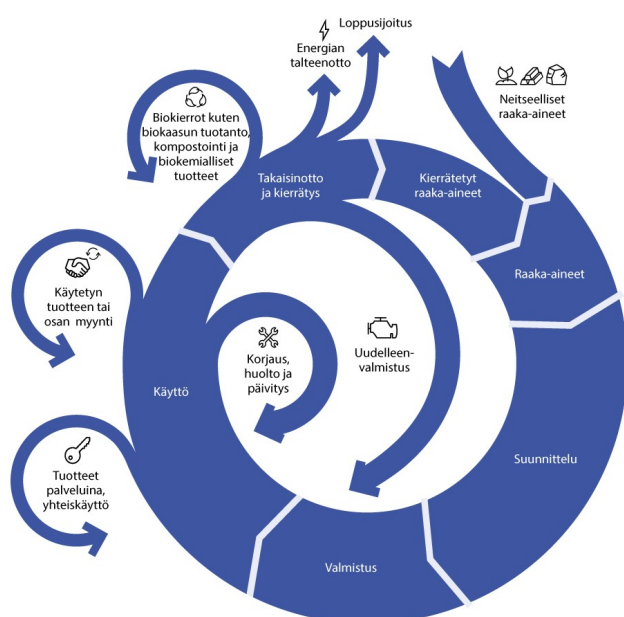 Loppusijoitus
Energian
talteenotto
Neitseelliset
raaka-aineet
Biokierrot kuten
biokaasun tuotanto,
kompostointi ja
biokemialliset
tuotteet
Takaisinotto
ja kierrätys
Kierrätetyt
raaka-aineet
Raaka-aineet
Käytetyn
tuotteen tai
osan myynti
Korjaus,
huolto ja
päivitys
Uudelleen-
valmistus
Käyttö
Suunnittelu
Tuotteet
palveluina,
yhteiskäyttö
Valmistus